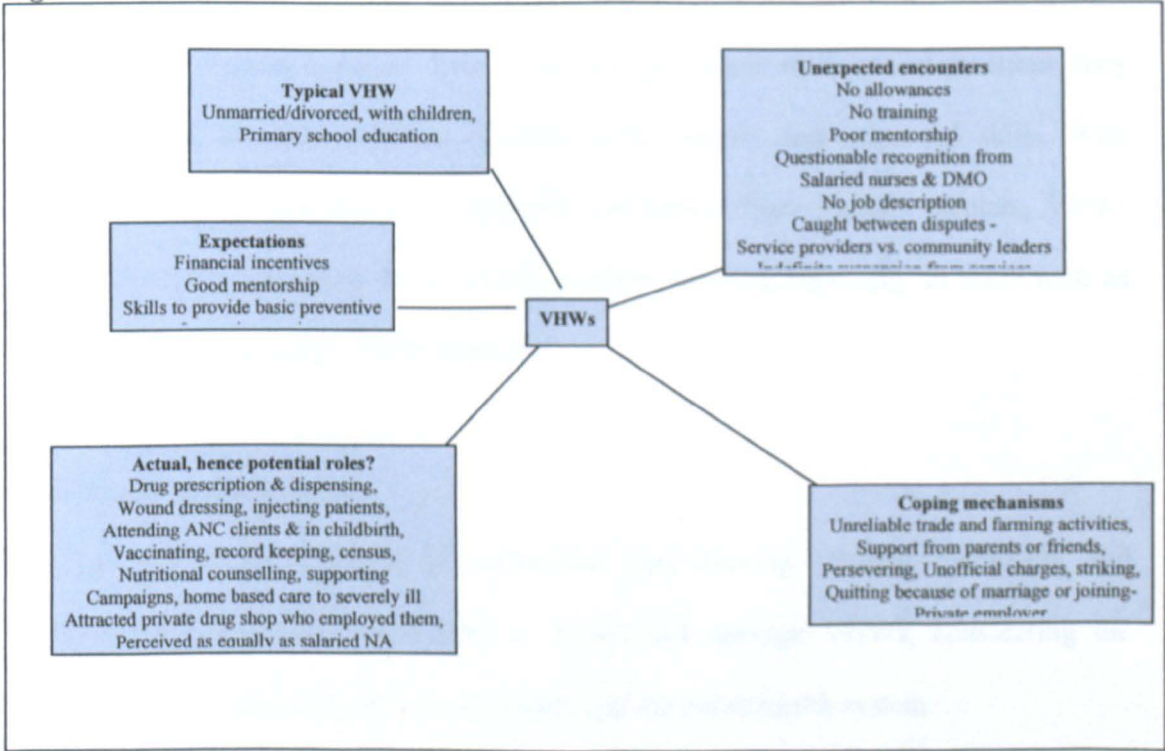 Typical VHW
Unmarried/divorced, with children,
Primary school education
Unexpected encounters
No allowances
No training
Poor mentorship
Questionable recognition from
Salaried nurses & DMO
No job description
Caught between disputes -
Service providers vs. community leaders
Expectations
Financial incentives
Good mentorship
Skills to provide basic preventive
VHWs
Actual, hence potential roles?
Drug prescription & dispensing,
Wound dressing, injecting patients,
Attending ANC clients & in childbirth,
Vaccinating, record keeping, census,
Nutritional counselling, supporting
Campaigns, home based care to severely ill
Attracted private drug shop who employed them,
Perceived as equally as salaried NA
Coping mechanisms
Unreliable trade and farming activities,
Support from parents or friends,
Persevering, Unofficial charges, striking,
Quitting because of marriage or joining-
Private employer